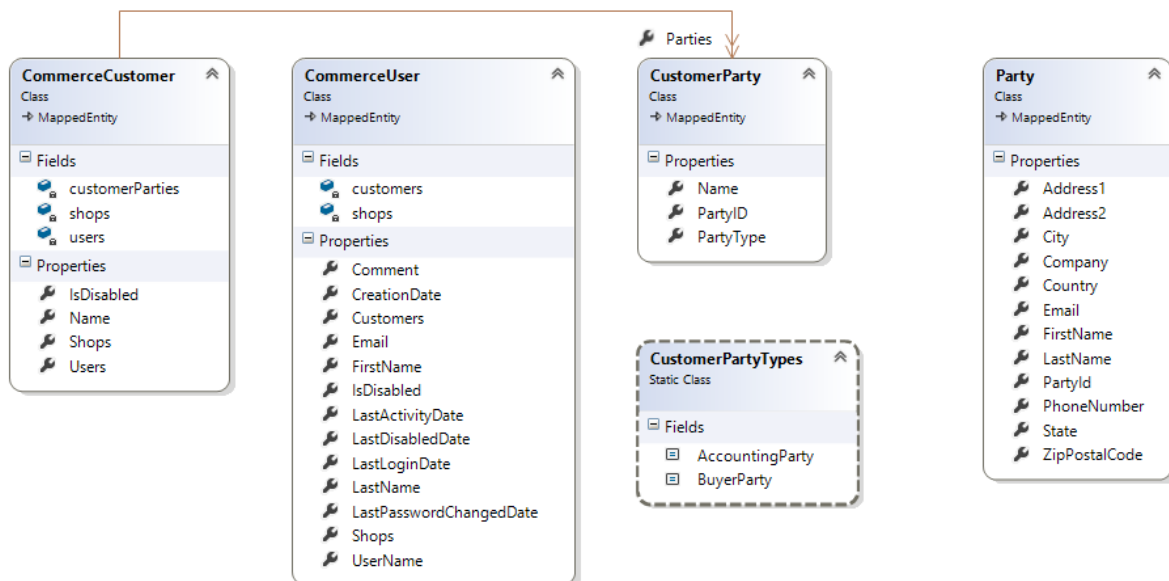 Parties
CommerceCustomer
Class
MappedEntity
Fields
customerParties
shops
users
Properties
IsDisabled
Name
Shops
Users
CommerceUser
Class
MappedEntity
Fields
customers
shops
Properties
Comment
CreationDate
Customers
Email
FirstName
IsDisabled
LastActivityDate
LastDisabledDate
LastLoginDate
LastName
LastPasswordChangedDate
Shops
UserName
CustomerParty
Class
MappedEntity
Properties
Name
PartyID
PartyType
CustomerPartyTypes
Static Class
Fields
AccountingParty
BuyerParty
Party
Class
MappedEntity
Properties
Address1
Address2
City
Company
Country
Email
FirstName
LastName
PartyId
PhoneNumber
State
ZipPostalCode